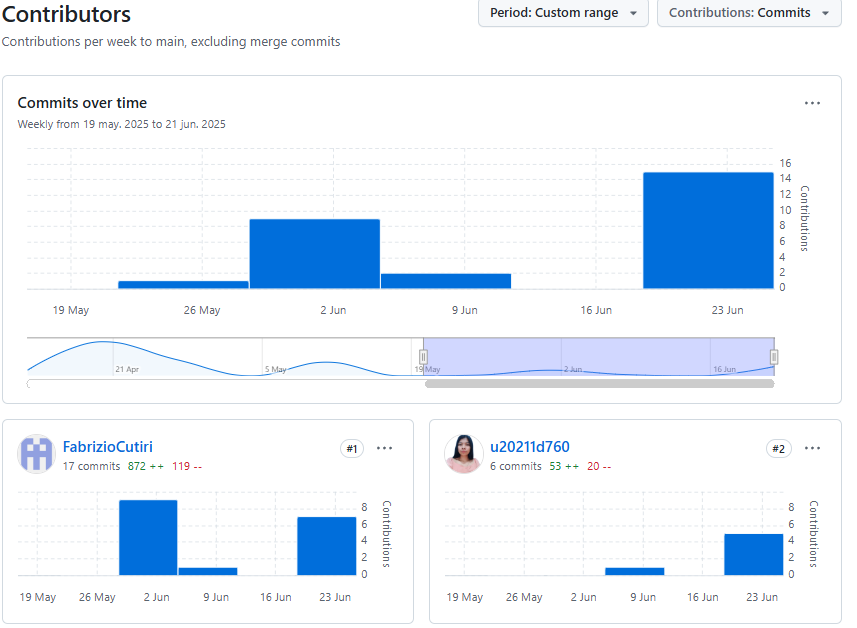 Contributors
Period: Custom range
Contributions: Commits
Contributions per week to main, excluding merge commits
Commits over time
Weekly from 19 may. 2025 to 21 jun. 2025
16
14
12
10
8
6
4
2
0
Contributions
19 May 26 May 2 Jun 9 Jun 16 Jun 23 Jun
21 Apr 5 May 19 May 2 Jun 16 Jun
FabrizioCutiri
#1
17 commits 872 ++ 119 --
8
6
4
2
0
Contributions
19 May 26 May 2 Jun 9 Jun 16 Jun 23 Jun
u20211d760
#2
6 commits 53 ++ 20 --
8
6
4
2
0
Contributions
19 May 26 May 2 Jun 9 Jun 16 Jun 23 Jun